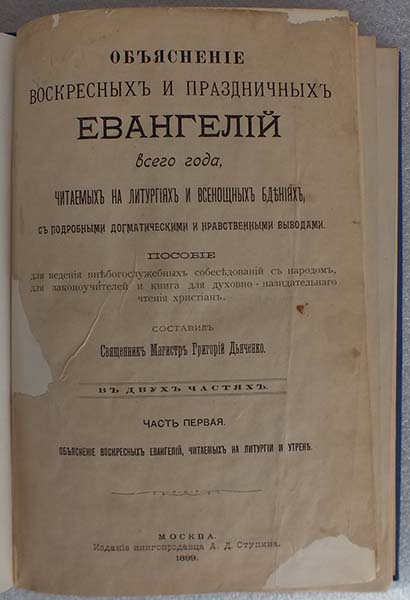 ОБЪЯСНЕНІЕ
ВОСКРЕСНЫХЪ И ПРАЗДНИЧНЫХЪ
ЕВАНГЕЛІЙ
всего года,
ЧИТАЕМЫХЪ НА ЛИТУРГІЯХЪ И ВСЕНОЩНЫХЪ БДѢНІЯХЪ,
СЪ ПОДРОБНЫМИ ДОГМАТИЧЕСКИМИ И НРАВСТВЕННЫМИ ВЫВОДАМИ.
ПОСОБІЕ
для веденія внѣбогослужебныхъ собесѣдованій съ народомъ,
для законоучителей и книга для духовно-назидательнаго
чтенія христіанъ.
СОСТАВИЛЪ
Священникъ Магистръ Григорій Дьяченко.
ВЪ ДВУХЪ ЧАСТЯХЪ.
ЧАСТЬ ПЕРВАЯ.
ОБЪЯСНЕНІЕ ВОСКРЕСНЫХЪ ЕВАНГЕЛІЙ, ЧИТАЕМЫХЪ НА ЛИТУРГІИ И УТРЕНѢ.
МОСКВА.
Изданіе книгопродавца А. Д. Ступина.
1899.